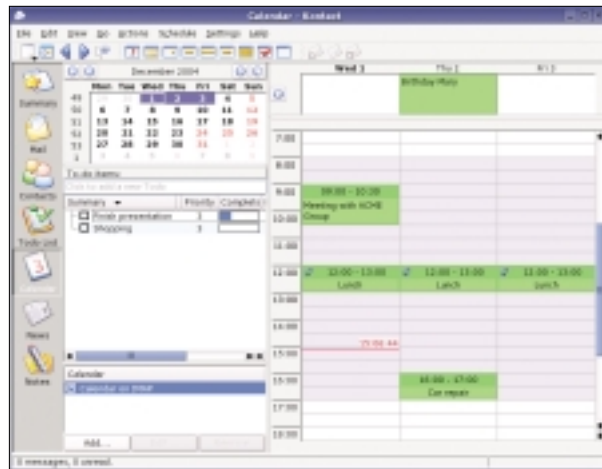 Calendar - Kontact
File Edit View Go Actions Schedule Settings Help
December 2004
Mon Tue Wed Thu Fri Sat Sun
49 1 2 3 4 5
50 6 7 8 9 10 11 12
51 13 14 15 16 17 18 19
52 20 21 22 23 24 25 26
53 27 28 29 30 31
To-do Items
Click to add a new Todo
Summary Priority Complete
Finish presentation 3
Shopping 3
Calendar
Add...
0 messages, 0 unread.
Summary
Mail
Contacts
Todo List
Calendar
News
Notes
Wed 1 Thu 2 Fri 3
Birthday Mary
7:00
8:00
9:00
09:00 - 10:30
Meeting with ACME
Group
10:00
11:00
12:00
12:00 - 13:00 12:00 - 13:00 12:00 - 13:00
Lunch Lunch Lunch
13:00
14:00
15:00
16:00
16:00 - 17:00
Car repair
17:00
18:00